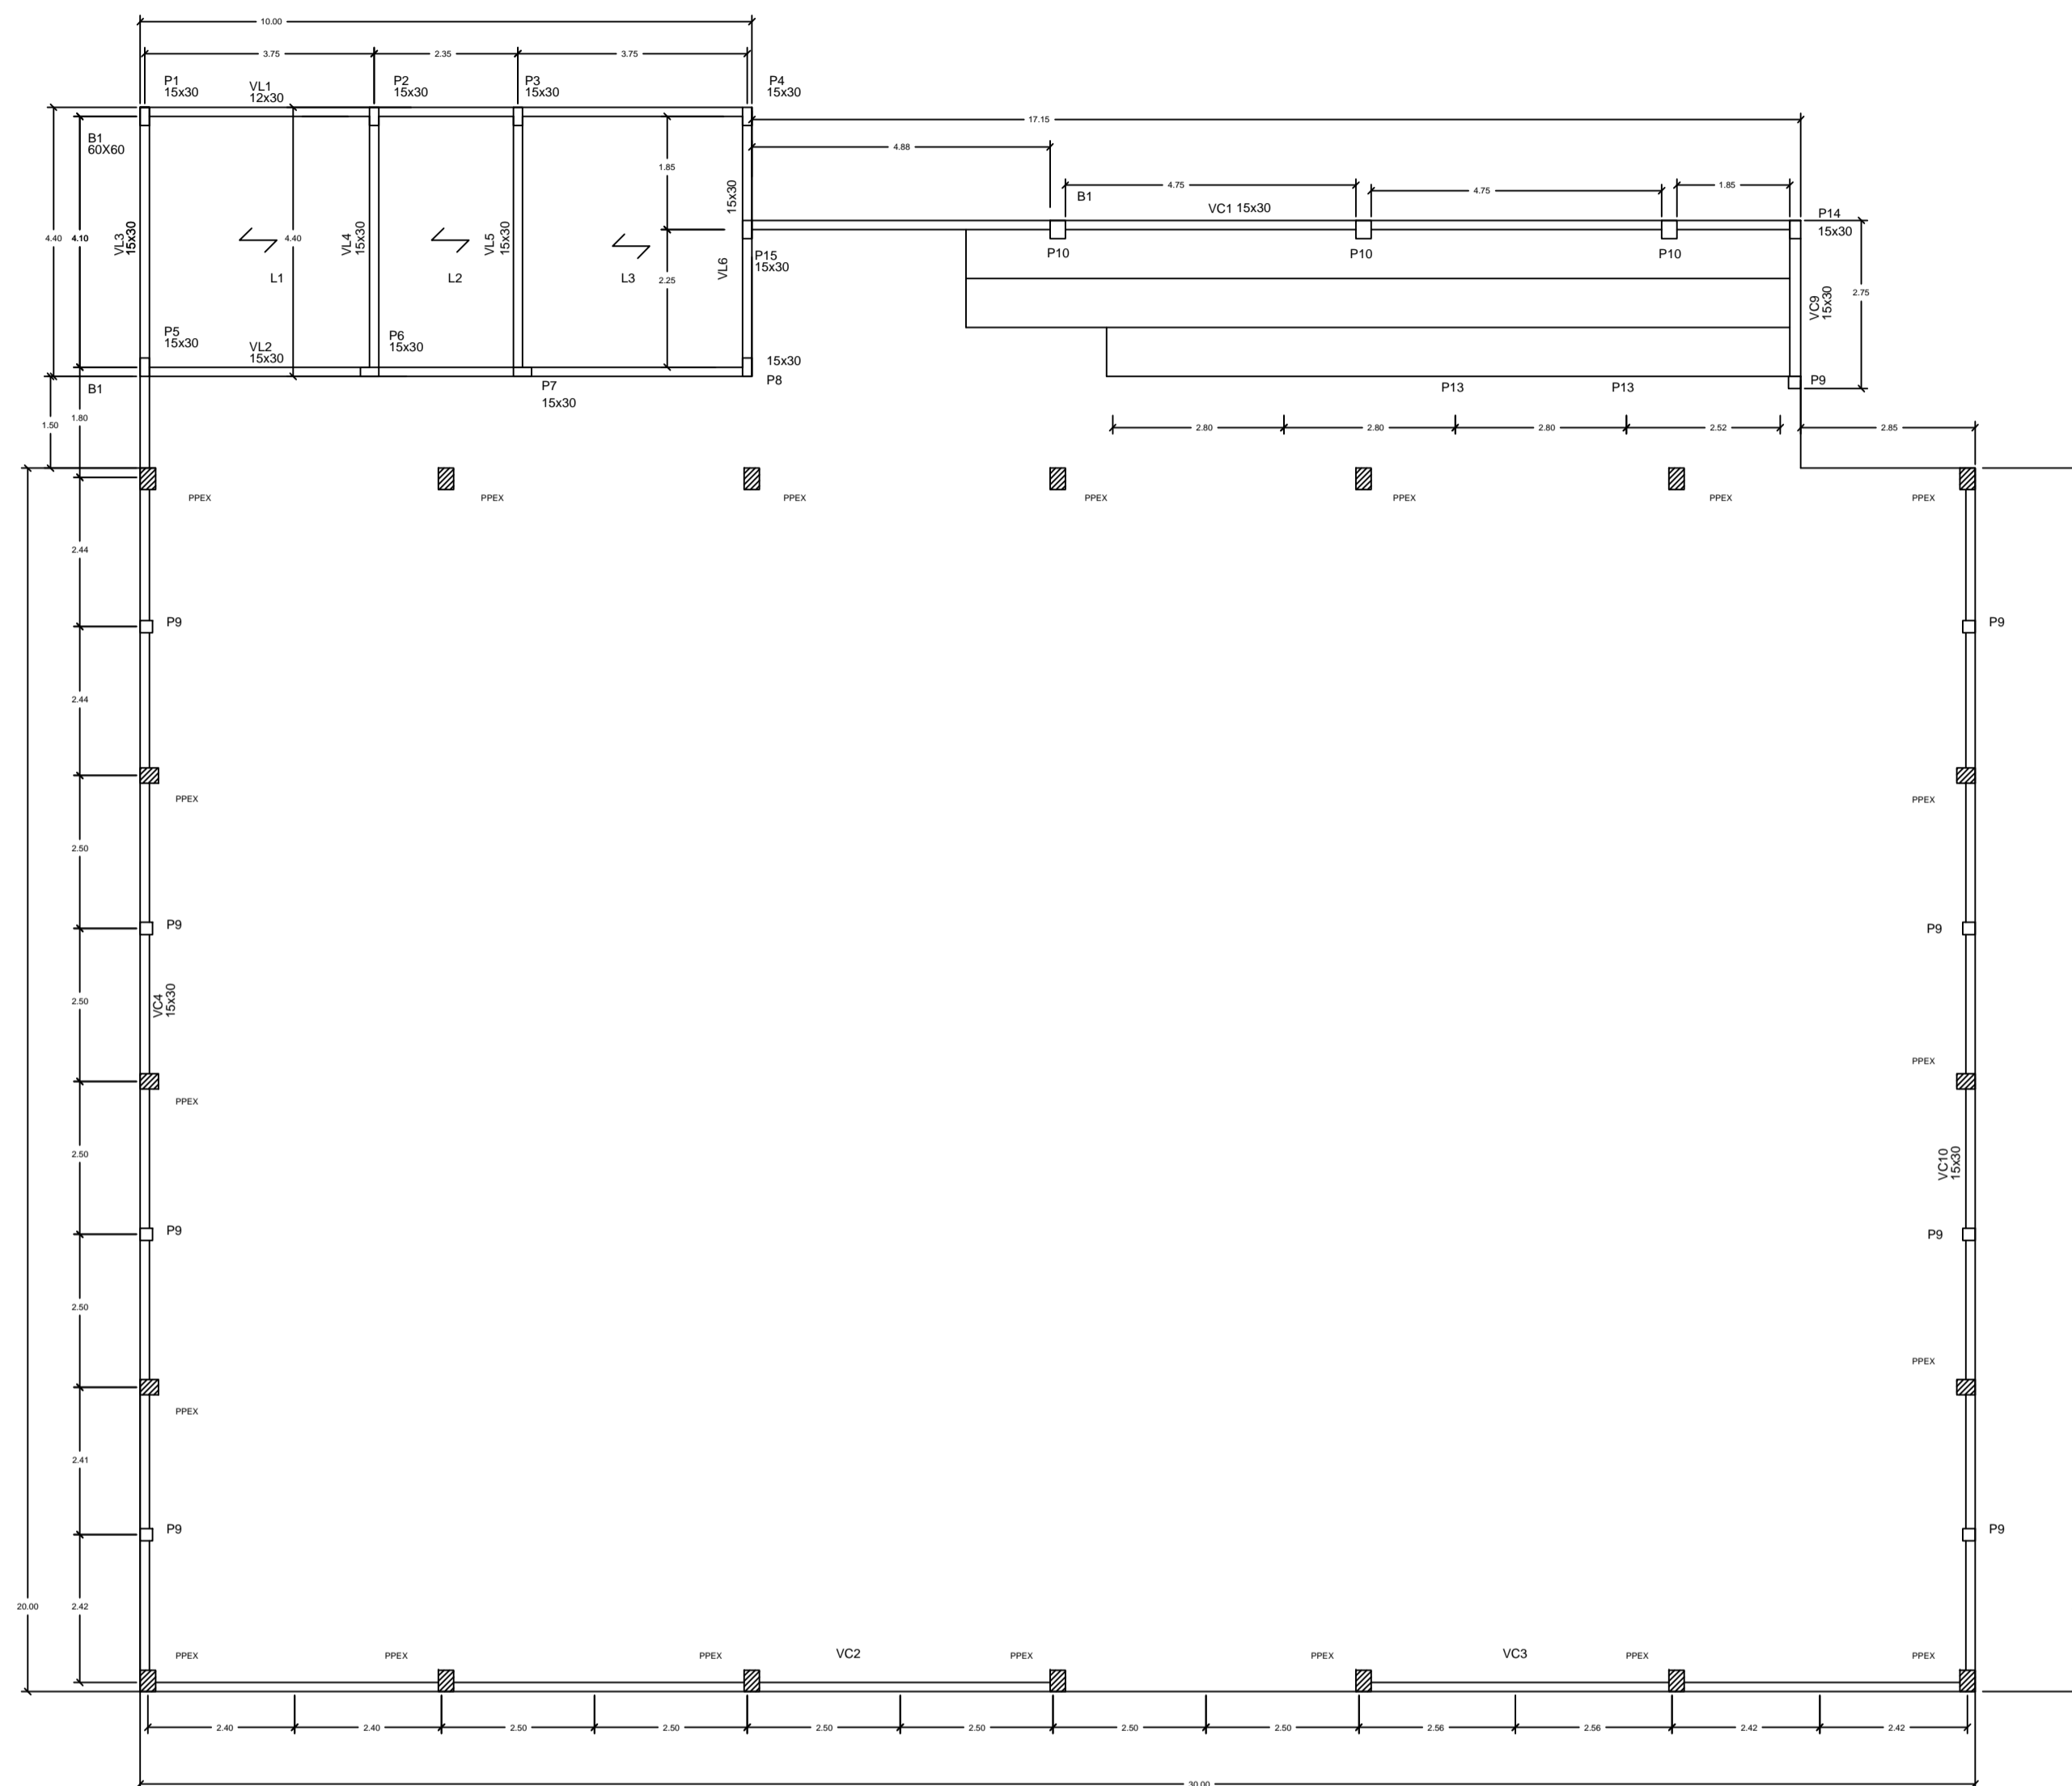 10.00
3.75
2.35
3.75
P1
15x30
VL1
12x30
P2
15x30
P3
15x30
P4
15x30
17.15
B1
60X60
4.88
1.85
4.75
4.75
1.85
B1
VC1 15x30
P14
15x30
15x30
4.40
4.10
VL3
15x30
4.40
VL4
15x30
VL5
15x30
P10
P10
P10
P15
15x30
VL6
L1
L2
L3
2.25
VC9
15x30
2.75
P5
15x30
VL2
15x30
P6
15x30
15x30
P8
B1
P7
15x30
P13
P13
P9
1.50
1.80
2.80
2.80
2.80
2.52
2.85
PPEX
PPEX
PPEX
PPEX
PPEX
PPEX
PPEX
2.44
P9
P9
2.44
PPEX
PPEX
2.50
P9
P9
2.50
VC4
15x30
PPEX
PPEX
2.50
VC10
15x30
P9
P9
2.50
PPEX
PPEX
2.41
P9
P9
20.00
2.42
PPEX
PPEX
PPEX
VC2
PPEX
PPEX
VC3
PPEX
PPEX
2.40
2.40
2.50
2.50
2.50
2.50
2.50
2.50
2.56
2.56
2.42
2.42
30.00